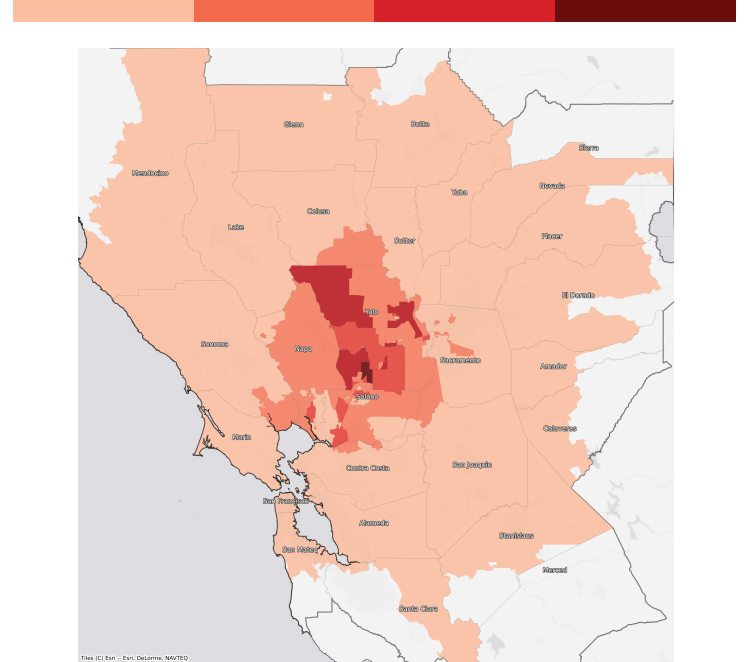 Glenn
Butte
Sierra
Mendocino
Nevada
Yuba
Colusa
Lake
Placer
Sutter
El Dorado
Yolo
Sonoma
Napa
Sacramento
Amador
Solano
Calaveras
Marin
San Joaquin
Contra Costa
San Francisco
Alameda
Stanislaus
San Mateo
Merced
Santa Clara
Tiles (C) Esri -- Esri, DeLorme, NAVTEQ